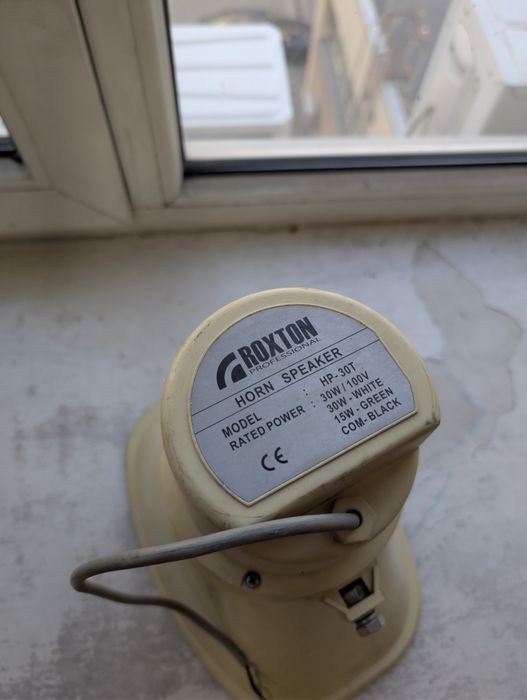 ROXTON
PROFESSIONAL
HORN SPEAKER
MODEL : HP-30T
RATED POWER : 30W/100V
30W-WHITE
15W-GREEN
COM-BLACK
CE